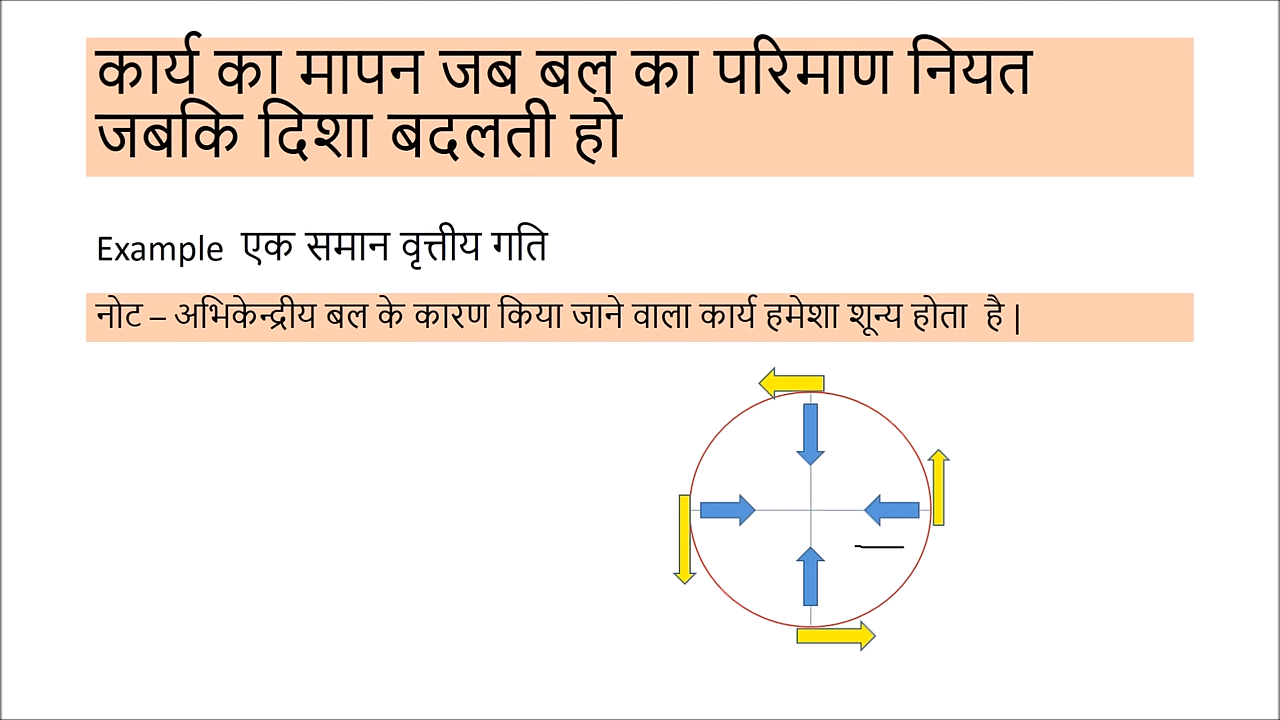 कार्य का मापन जब बल का परिमाण नियत
जबकि दिशा बदलती हो
Example एक समान वृत्तीय गति
नोट – अभिकेन्द्रीय बल के कारण किया जाने वाला कार्य हमेशा शून्य होता है |